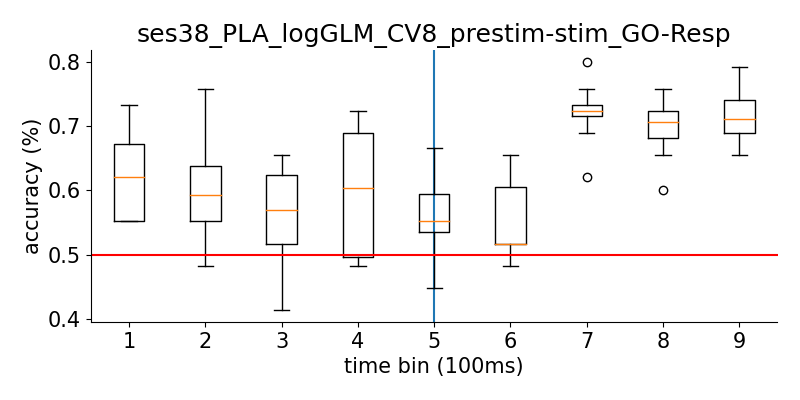 ses38_PLA_logGLM_CV8_prestim-stim_GO-Resp
0.8
0.7
0.6
0.5
0.4
accuracy (%)
1 2 3 4 5 6 7 8 9
time bin (100ms)